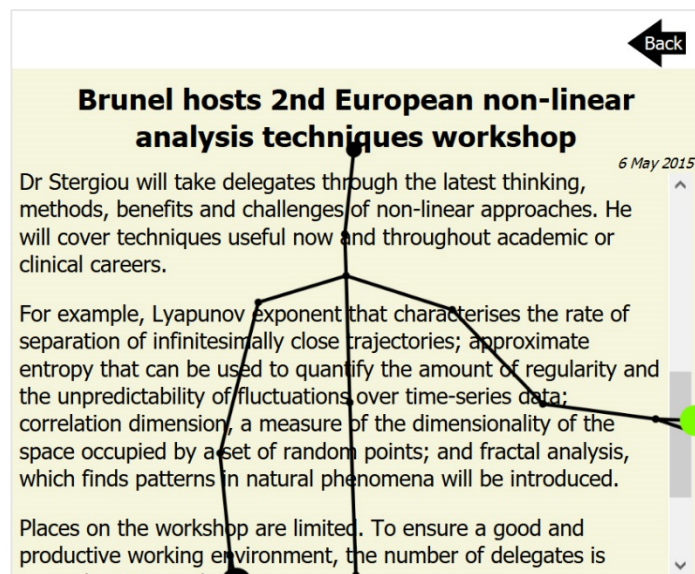 Back
Brunel hosts 2nd European non-linear
analysis techniques workshop
6 May 2015
Dr Stergiou will take delegates through the latest thinking,
methods, benefits and challenges of non-linear approaches. He
will cover techniques useful now and throughout academic or
clinical careers.
For example, Lyapunov exponent that characterises the rate of
separation of infinitesimally close trajectories; approximate
entropy that can be used to quantify the amount of regularity and
the unpredictability of fluctuations over time-series data;
correlation dimension, a measure of the dimensionality of the
space occupied by a set of random points; and fractal analysis,
which finds patterns in natural phenomena will be introduced.
Places on the workshop are limited. To ensure a good and
productive working environment, the number of delegates is